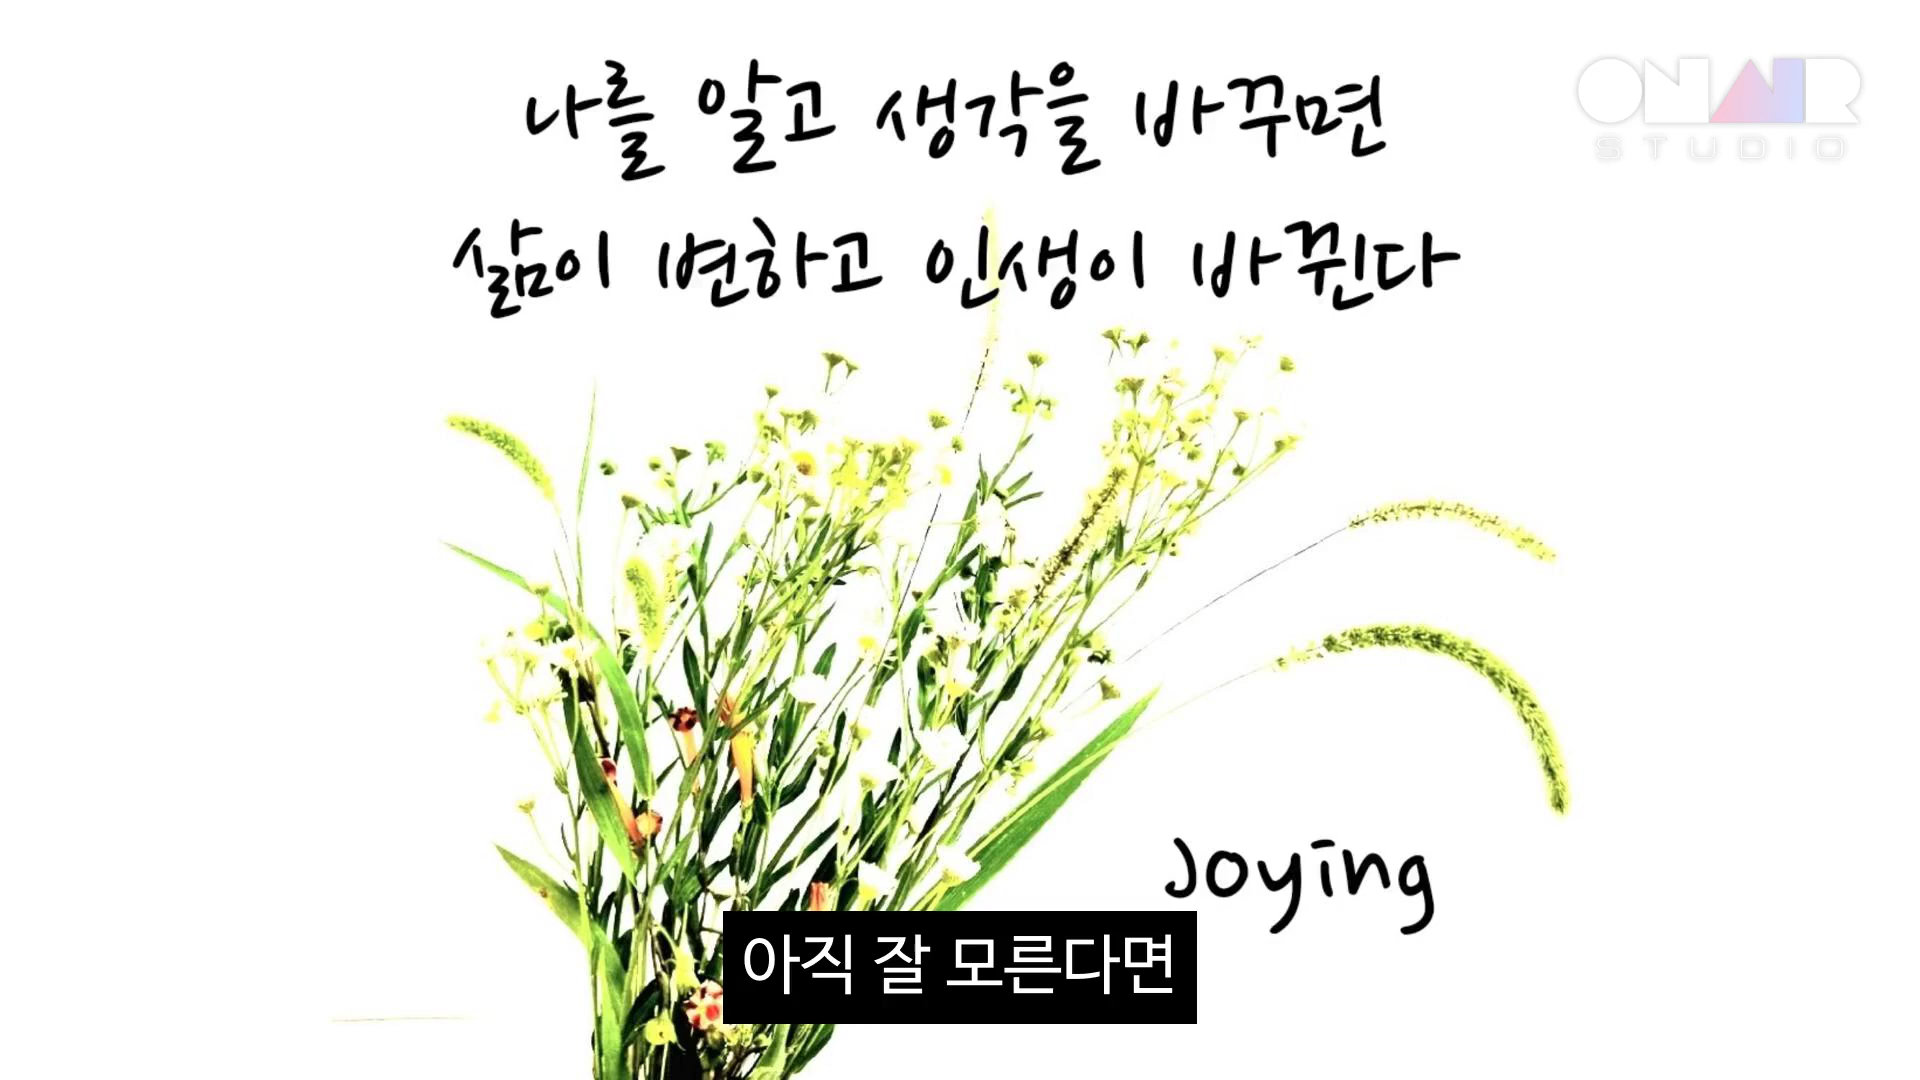 나를 알고 생각을 바꾸면
삶이 변하고 인생이 바뀐다
ONAIR
STUDIO
Joying
아직 잘 모른다면